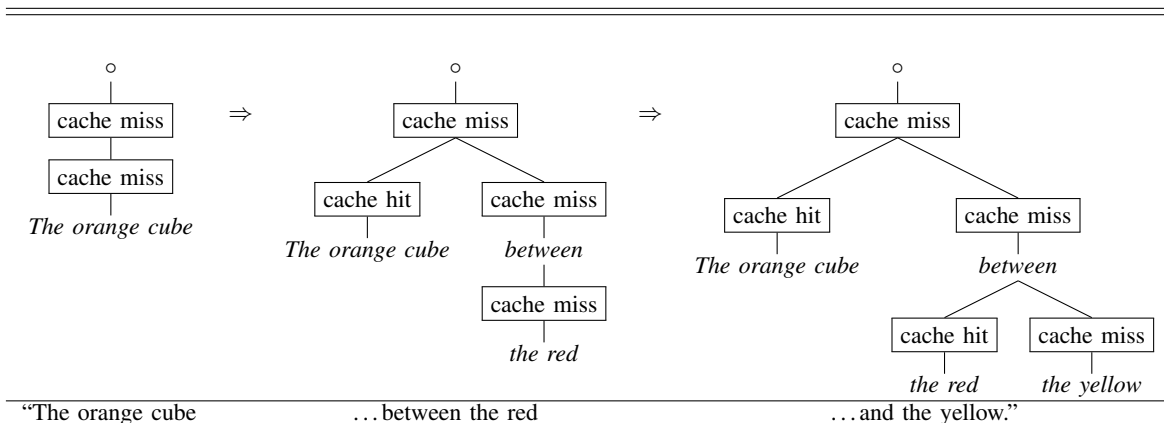 ⇒ ⇒
cache miss cache miss cache miss
cache miss
The orange cube
cache hit cache miss cache hit cache miss
The orange cube between The orange cube between
cache miss cache hit cache miss
the red the red the yellow
“The orange cube ...between the red ...and the yellow.”